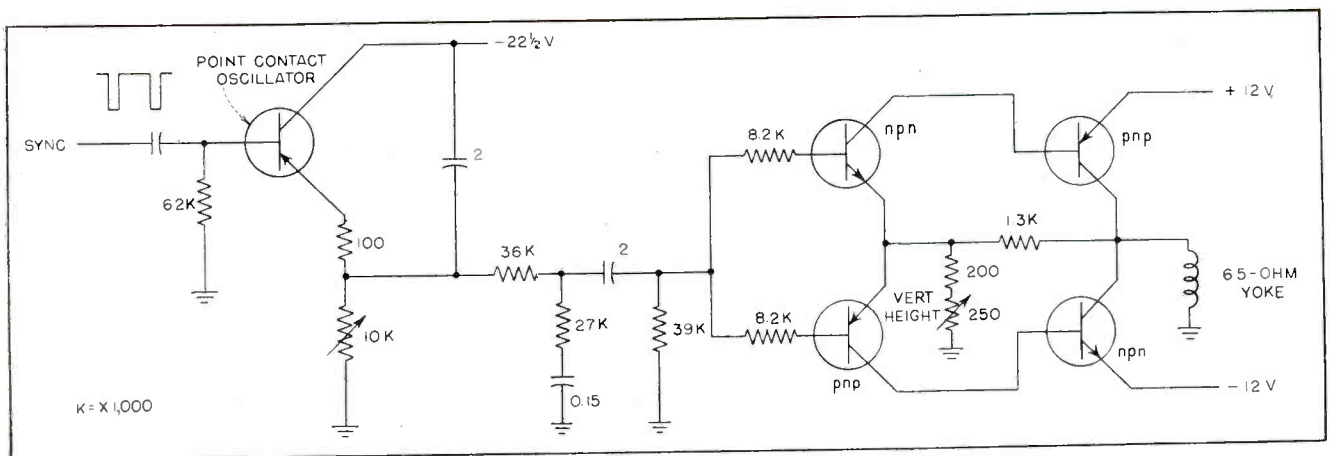 -22½V
POINT CONTACT
OSCILLATOR
SYNC
62K
100
10K
2
36K
2
27K
0.15
39K
8.2K
8.2K
npn
pnp
pnp
npn
+ 12 V.
- 12 V
1.3K
200
VERT
HEIGHT
250
65-OHM
YOKE
K = X 1,000